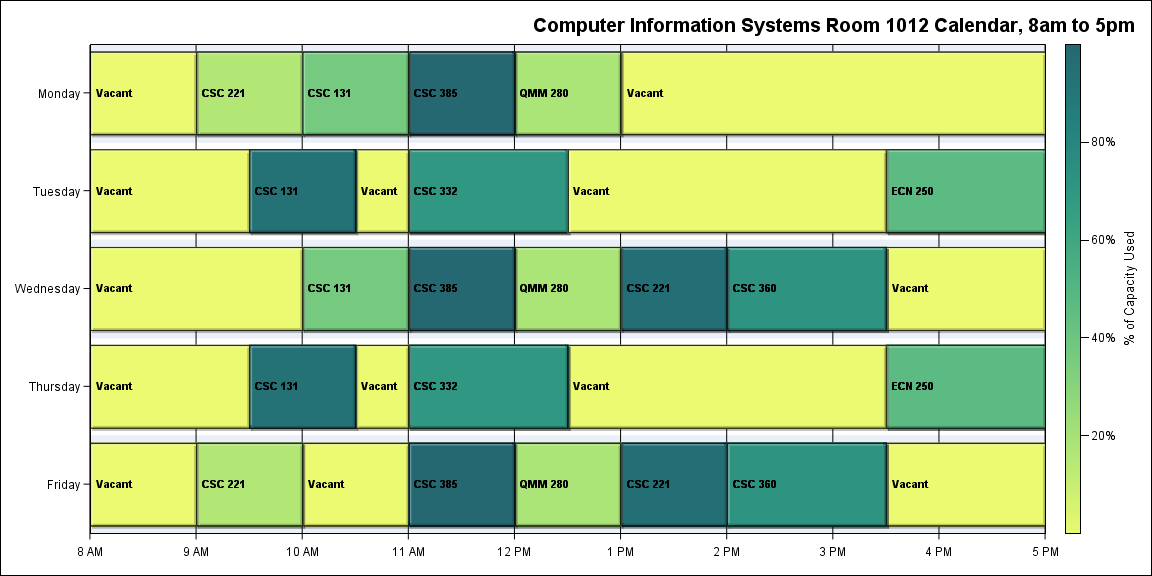 Computer Information Systems Room 1012 Calendar, 8am to 5pm
Monday
Vacant
CSC 221
CSC 131
CSC 385
QMM 280
Vacant
Tuesday
Vacant
CSC 131
Vacant
CSC 332
Vacant
ECN 250
Wednesday
Vacant
CSC 131
CSC 385
QMM 280
CSC 221
CSC 360
Vacant
Thursday
Vacant
CSC 131
Vacant
CSC 332
Vacant
ECN 250
Friday
Vacant
CSC 221
Vacant
CSC 385
QMM 280
CSC 221
CSC 360
Vacant
8 AM
9 AM
10 AM
11 AM
12 PM
1 PM
2 PM
3 PM
4 PM
5 PM
80%
60%
40%
20%
% of Capacity Used